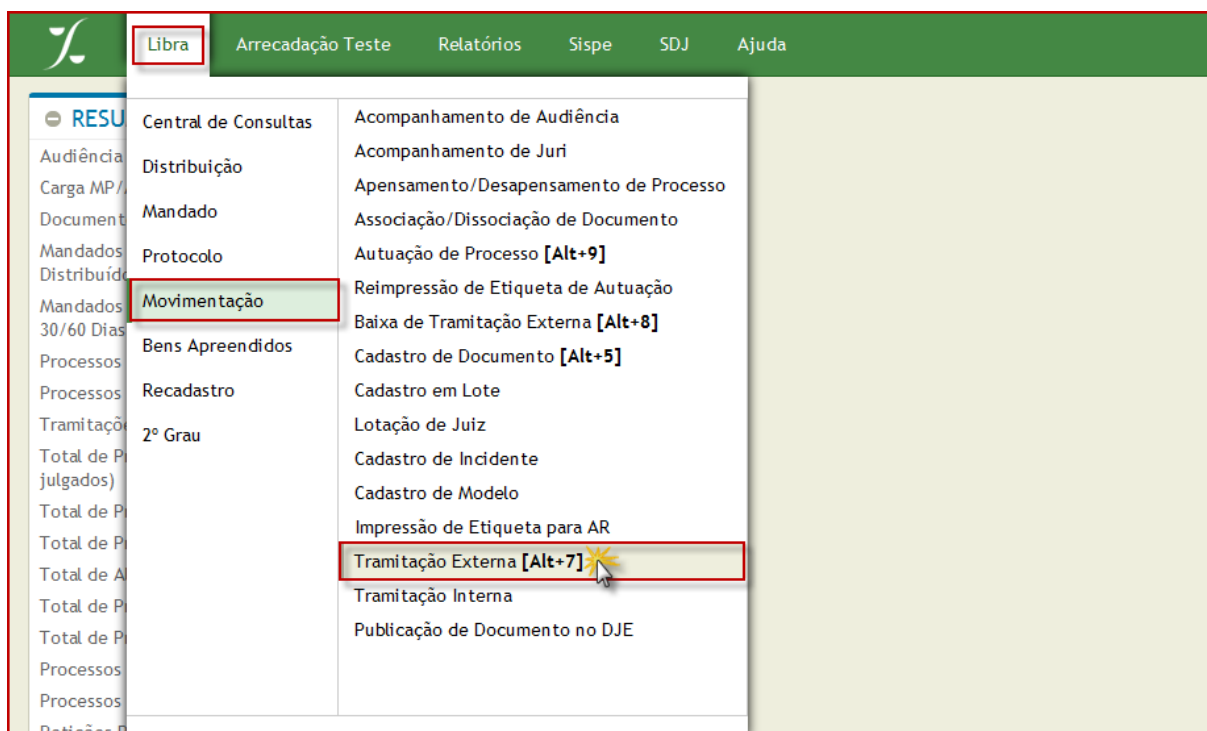 Libra
Arrecadação Teste
Relatórios
Sispe
SDJ
Ajuda
RESU
Audiência
Carga MP/
Document
Mandados
Distribuíd
Mandados
30/60 Dias
Processos
Processos
Tramitaçõ
Total de P
julgados)
Total de P
Total de P
Total de A
Total de P
Total de P
Processos
Processos
Central de Consultas
Distribuição
Mandado
Protocolo
Movimentação
Bens Apreendidos
Recadastro
2º Grau
Acompanhamento de Audiência
Acompanhamento de Juri
Apensamento/Desapensamento de Processo
Associação/Dissociação de Documento
Autuação de Processo [Alt+9]
Reimpressão de Etiqueta de Autuação
Baixa de Tramitação Externa [Alt+8]
Cadastro de Documento [Alt+5]
Cadastro em Lote
Lotação de Juiz
Cadastro de Incidente
Cadastro de Modelo
Impressão de Etiqueta para AR
Tramitação Externa [Alt+7]
Tramitação Interna
Publicação de Documento no DJE